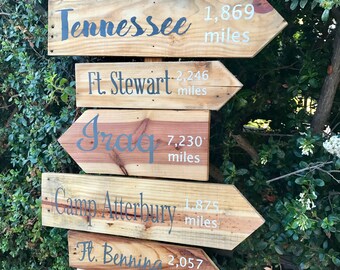 Tennessee 1,869
miles
Ft. Stewart 2,246
miles
Iraq 7,230
miles
Camp Atterbury 1,875
miles
Ft. Benning 2,057